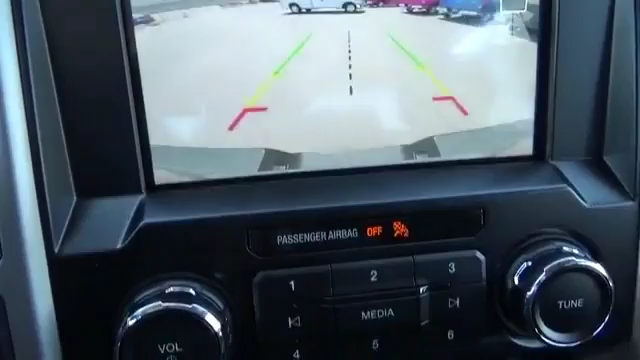 PASSENGER AIRBAG OFF
1 2 3
MEDIA
4 5 6
VOL
TUNE